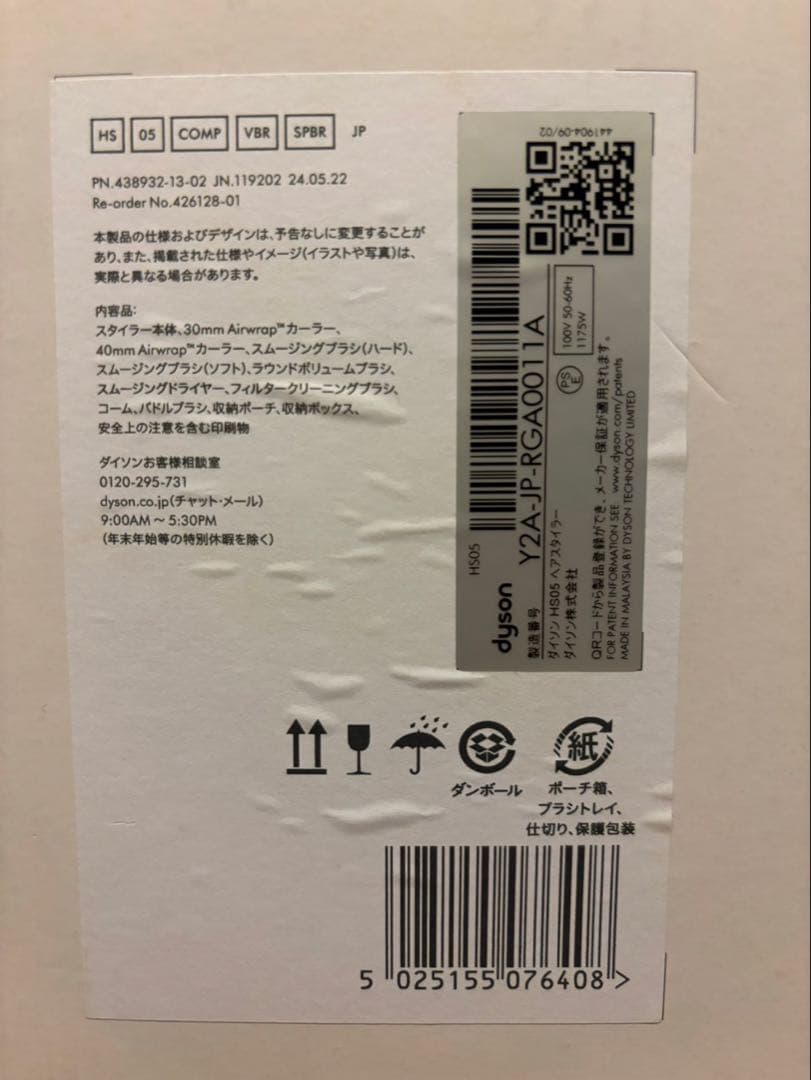 HS 05 COMP VBR SPBR JP
PN.438932-13-02 JN.119202 24.05.22
Re-order No.426128-01
本製品の仕様およびデザインは、予告なしに変更することが
あり、また、掲載された仕様やイメージ(イラストや写真)は、
実際と異なる場合があります。
内容品:
スタイラー本体、30mm Airwrap™カーラー、
40mm Airwrap™カーラー、スムージングブラシ(ハード)、
スムージングブラシ(ソフト)、ラウンドボリュームブラシ、
スムージングドライヤー、フィルタークリーニングブラシ、
コーム、パドルブラシ、収納ポーチ、収納ボックス、
安全上の注意を含む印刷物
ダイソンお客様相談室
0120-295-731
dyson.co.jp(チャット・メール)
9:00AM～5:30PM
(年末年始等の特別休暇を除く)
441904-09/02
HS05
Y2A-JP-RGA0011A
100V 50-60Hz
1175W
PS
E
dyson
製造番号
ダイソン HS05 ヘアスタイラー
ダイソン株式会社
QRコードから製品登録ができ、メーカー保証が適用されます。
FOR PATENT INFORMATION SEE www.dyson.com/patents
MADE IN MALAYSIA BY DYSON TECHNOLOGY LIMITED
紙
ダンボール
ポーチ箱、
ブラシトレイ、
仕切り、保護包装
5 025155 076408 >